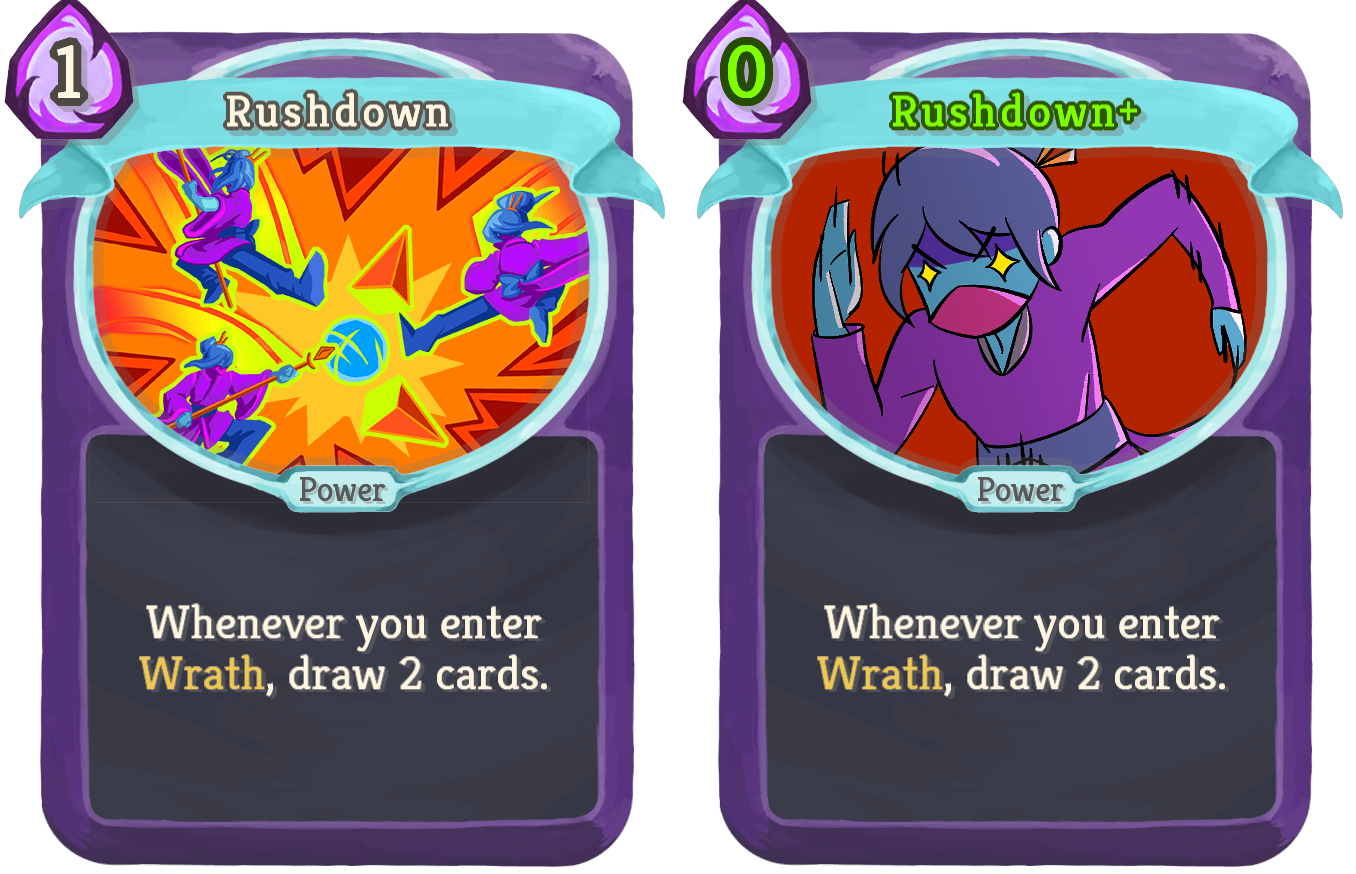 1
Rushdown
Power
Whenever you enter
Wrath, draw 2 cards.
0
Rushdown+
Power
Whenever you enter
Wrath, draw 2 cards.